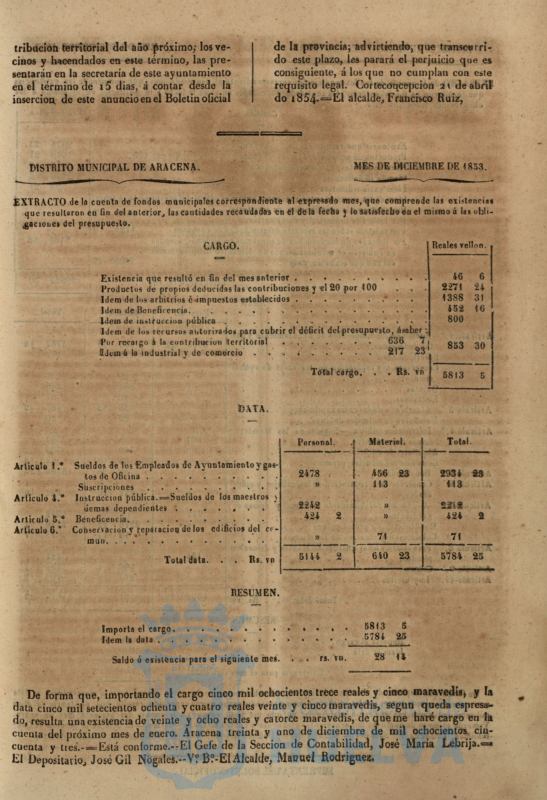 tribucion territorial del año próximo; los ve-
cinos y hacendados en este término, las pre-
sentarán en la secretaría de este ayuntamiento
en el término de 15 dias, á contar desde la
insercion de este anuncio en el Boletin oficial
de la provincia; advirtiendo, que transcurri-
do este plazo, les parará el perjuicio que es
consiguiente, á los que no cumplan con este
requisito legal. Corteconcepcion 21 de abril
de 1854.=El alcalde, Francisco Ruiz,
DISTRITO MUNICIPAL DE ARACENA. MES DE DICIEMBRE DE 1853.
EXTRACTO de la cuenta de fondos municipales correspondiente al expresado mes, que comprende las existencias
que resultaron en fin del anterior, las cantidades recaudadas en el de la fecha y lo satisfecho en el mismo á las obli-
gaciones del presupuesto.
CARGO. Reales vellon.
Existencia que resultó en fin del mes anterior . . . . . . . . 46 6
Productos de propios deducidas las contribuciones y el 20 por 100 . . . 2271 24
Idem de los arbitrios é impuestos establecidos . . . . . . . . 1388 31
Idem de Beneficencia. . . . . . . . . . . . . 452 16
Idem de instruccion pública . . . . . . . . . . . 800
Idem de los recursos autorizados para cubrir el déficit del presupuesto, ásaber:
Por recargo á la contribucion territorial . . . . . . 636 7
Idem á la industrial y de comercio . . . . . . . 217 23 853 30
Total cargo. . . Rs. vn 5813 5
DATA.
Personal. Material. Total.
Articulo 1.° Sueldos de los Empleados de Ayuntamiento y gas-
tos de Oficina . . . . . . . . 2478 456 23 2934 23
Suscripciones . . . . . . . . » 113 113
Articulo 4.° Instruccion pública.=Sueldos de los maestros y
demas dependientes . . . . . . . 2242 » 2242
Articulo 5.° Beneficencia. . . . . . . . . 424 2 » 424 2
Articulo 6.° Conservacion y reparacion de los edificios del co-
mun. . . . . . . . . . . » 71 71
Total data. . . Rs. vn 5144 2 640 23 5784 25
RESUMEN.
Importa el cargo. . . . . . . . . . . . 5813 5
Idem la data . . . . . . . . . . . . . 5784 25
Saldo ó existencia para el siguiente mes. . . . rs. vn. 28 14
De forma que, importando el cargo cinco mil ochocientos trece reales y cinco maravedis, y la
data cinco mil setecientos ochenta y cuatro reales veinte y cinco maravedis, segun queda espresa-
do, resulta una existencia de veinte y ocho reales y catorce maravedis, de que me haré cargo en la
cuenta del próximo mes de enero. Aracena treinta y uno de diciembre de mil ochocientos cin-
cuenta y tres.=Está conforme.--El Gefe de la Seccion de Contabilidad, José María Lebrija.=
El Depositario, José Gil Nogales.--V.° B.°-El Alcalde, Manuel Rodriguez.